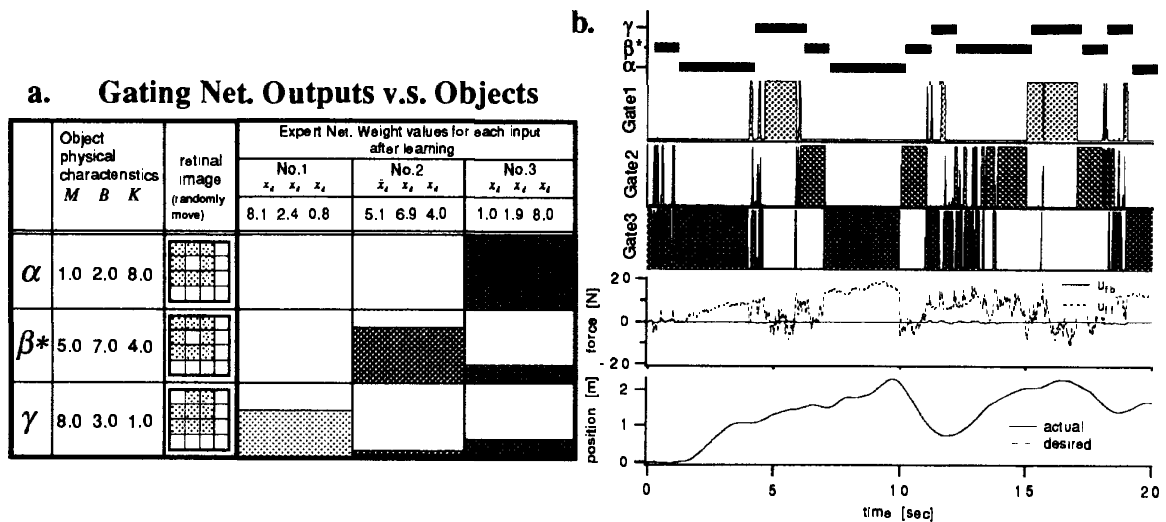 a. Gating Net. Outputs v.s. Objects
Object physical charactenstics
M B K
retinal image (randomly move)
Expert Net. Weight values for each input after learning
No.1 No.2 No.3
8.1 2.4 0.8 5.1 6.9 4.0 1.0 1.9 8.0
α 1.0 2.0 8.0
β* 5.0 7.0 4.0
γ 8.0 3.0 1.0
b.
γ
β*
α
Gate1
Gate2
Gate3
force [N]
20
0
-20
u_fb
u_ff
position [m]
2
1
0
actual
desired
0 5 10 15 20
time [sec]